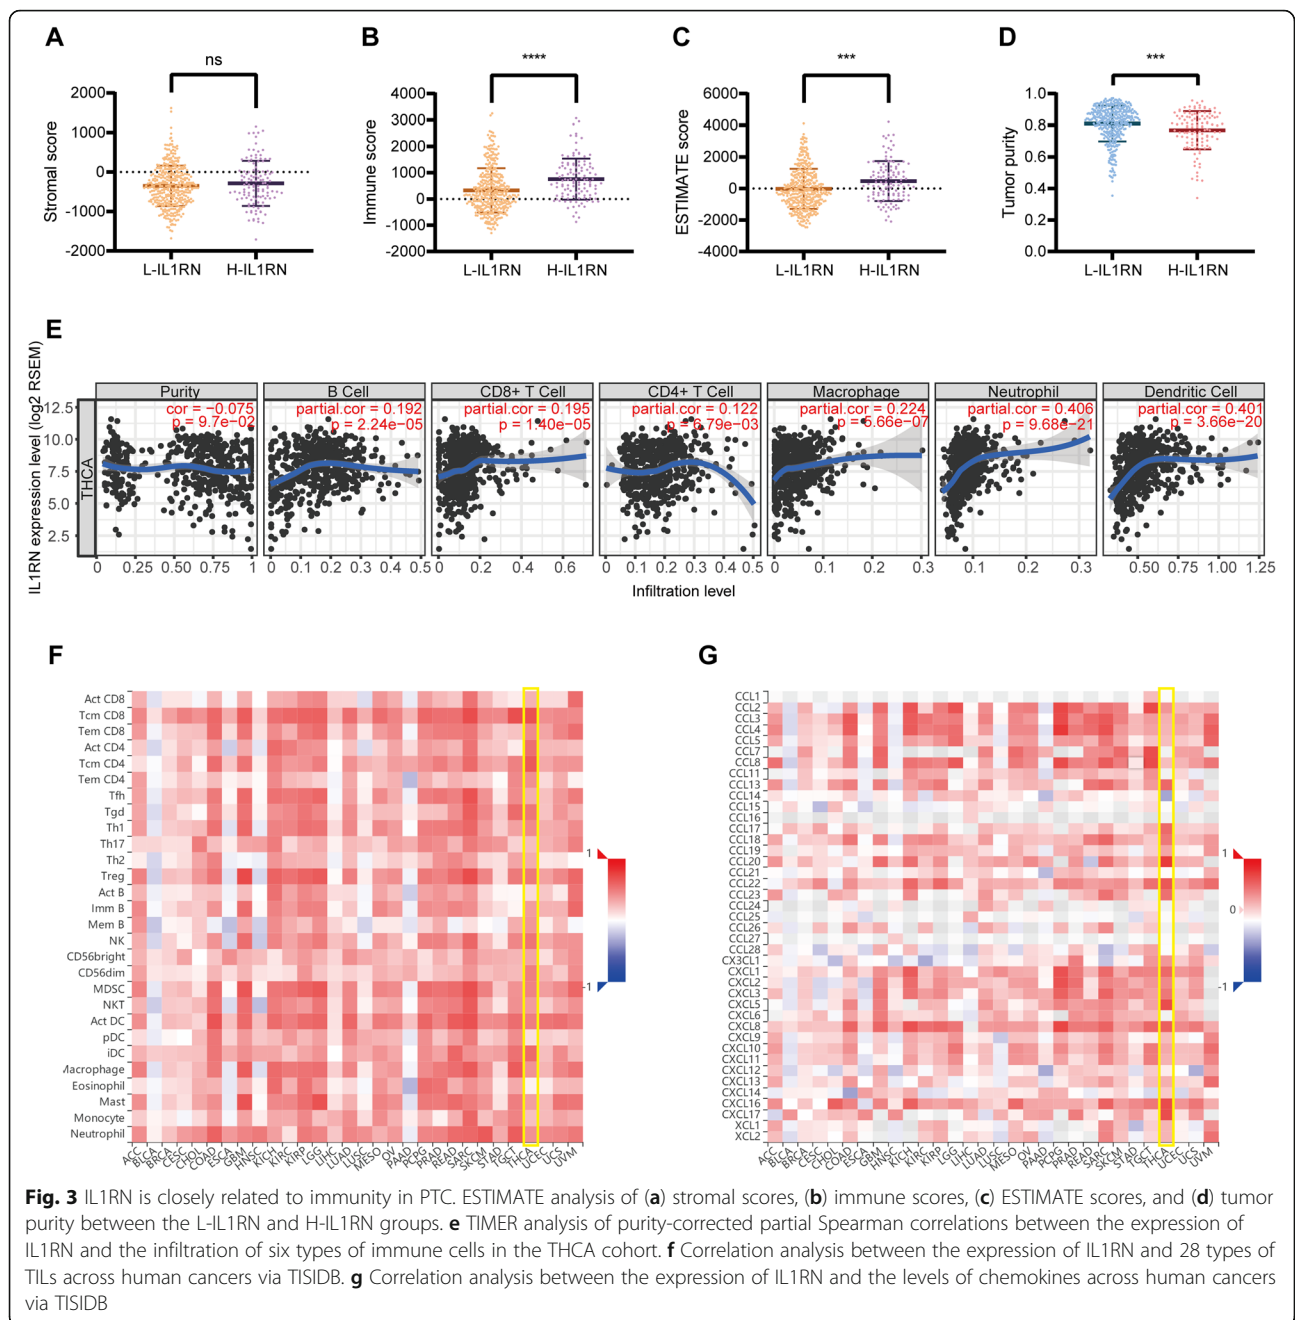 A
B
C
D
ns
****
***
***
Stromal score
2000
1000
0
-1000
-2000
L-IL1RN
H-IL1RN
Immune score
4000
3000
2000
1000
0
-1000
-2000
L-IL1RN
H-IL1RN
ESTIMATE score
6000
4000
2000
0
-2000
-4000
L-IL1RN
H-IL1RN
Tumor purity
1.0
0.8
0.6
0.4
0.2
0.0
L-IL1RN
H-IL1RN
E
IL1RN expression level (log2 RSEM)
THCA
12.5
10.0
7.5
5.0
2.5
Purity
cor = −0.075
p = 9.7e−02
0 0.25 0.50 0.75 1
B Cell
partial.cor = 0.192
p = 2.24e−05
0 0.1 0.2 0.3 0.4 0.5
CD8+ T Cell
partial.cor = 0.195
p = 1.40e−05
0 0.2 0.4 0.6
CD4+ T Cell
partial.cor = 0.122
p = 6.79e−03
0 0.1 0.2 0.3 0.4 0.5
Macrophage
partial.cor = 0.224
p = 5.66e−07
0 0.1 0.2 0.3
Neutrophil
partial.cor = 0.406
p = 9.68e−21
0.1 0.2 0.3
Dendritic Cell
partial.cor = 0.401
p = 3.66e−20
0.50 0.75 1.00 1.25
Infiltration level
F
Act CD8
Tcm CD8
Tem CD8
Act CD4
Tcm CD4
Tem CD4
Tfh
Tgd
Th1
Th17
Th2
Treg
Act B
Imm B
Mem B
NK
CD56bright
CD56dim
MDSC
NKT
Act DC
pDC
iDC
Macrophage
Eosinophil
Mast
Monocyte
Neutrophil
ACC BLCA BRCA CESC CHOL COAD ESCA GBM HNSC KICH KIRC KIRP LGG LIHC LUAD LUSC MESO OV PAAD PCPG PRAD READ SARC SKCM STAD TGCT THCA UCEC UCS UVM
1
-1
G
CCL1
CCL2
CCL3
CCL4
CCL5
CCL7
CCL8
CCL11
CCL13
CCL14
CCL15
CCL16
CCL17
CCL18
CCL19
CCL20
CCL21
CCL22
CCL23
CCL24
CCL25
CCL26
CCL27
CCL28
CX3CL1
CXCL1
CXCL2
CXCL3
CXCL5
CXCL6
CXCL8
CXCL9
CXCL10
CXCL11
CXCL12
CXCL13
CXCL14
CXCL16
CXCL17
XCL1
XCL2
ACC BLCA BRCA CESC CHOL COAD ESCA GBM HNSC KICH KIRC KIRP LGG LIHC LUAD LUSC MESO OV PAAD PCPG PRAD READ SARC SKCM STAD TGCT THCA UCEC UCS UVM
1
0
-1
Fig. 3 IL1RN is closely related to immunity in PTC. ESTIMATE analysis of (a) stromal scores, (b) immune scores, (c) ESTIMATE scores, and (d) tumor
purity between the L-IL1RN and H-IL1RN groups. e TIMER analysis of purity-corrected partial Spearman correlations between the expression of
IL1RN and the infiltration of six types of immune cells in the THCA cohort. f Correlation analysis between the expression of IL1RN and 28 types of
TILs across human cancers via TISIDB. g Correlation analysis between the expression of IL1RN and the levels of chemokines across human cancers
via TISIDB